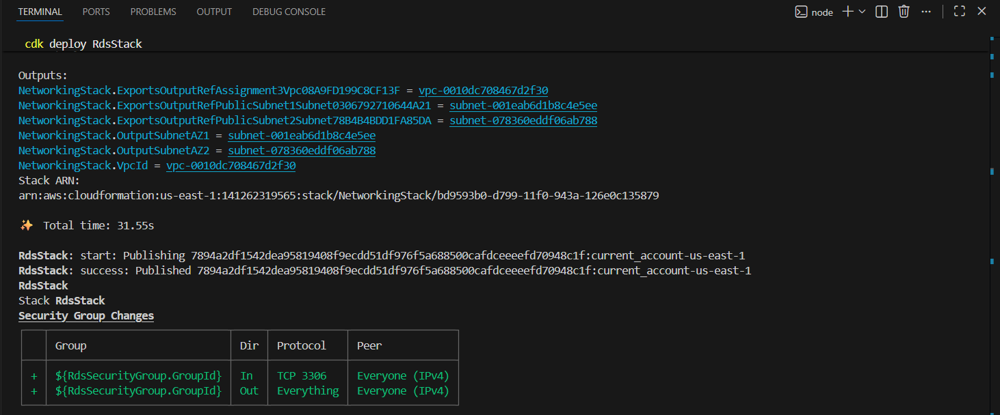 TERMINAL PORTS PROBLEMS OUTPUT DEBUG CONSOLE node
cdk deploy RdsStack
Outputs:
NetworkingStack.ExportsOutputRefAssignment3Vpc08A9FD199C8CF13F = vpc-0010dc708467d2f30
NetworkingStack.ExportsOutputRefPublicSubnet1Subnet0306792710644A21 = subnet-001eab6d1b8c4e5ee
NetworkingStack.ExportsOutputRefPublicSubnet2Subnet78B4B4BDD1FA85DA = subnet-078360eddf06ab788
NetworkingStack.OutputSubnetAZ1 = subnet-001eab6d1b8c4e5ee
NetworkingStack.OutputSubnetAZ2 = subnet-078360eddf06ab788
NetworkingStack.VpcId = vpc-0010dc708467d2f30
Stack ARN:
arn:aws:cloudformation:us-east-1:141262319565:stack/NetworkingStack/bd9593b0-d799-11f0-943a-126e0c135879
✨ Total time: 31.55s
RdsStack: start: Publishing 7894a2df1542dea95819408f9ecdd51df976f5a688500cafdceeeefd70948c1f:current_account-us-east-1
RdsStack: success: Published 7894a2df1542dea95819408f9ecdd51df976f5a688500cafdceeeefd70948c1f:current_account-us-east-1
RdsStack
Stack RdsStack
Security Group Changes
Group Dir Protocol Peer
+ ${RdsSecurityGroup.GroupId} In TCP 3306 Everyone (IPv4)
+ ${RdsSecurityGroup.GroupId} Out Everything Everyone (IPv4)